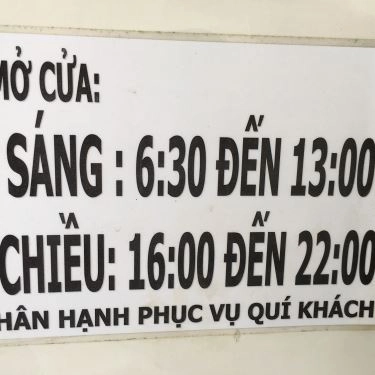 MỞ CỬA:
SÁNG : 6:30 ĐẾN 13:00
CHIỀU: 16:00 ĐẾN 22:00
HÂN HẠNH PHỤC VỤ QUÍ KHÁCH